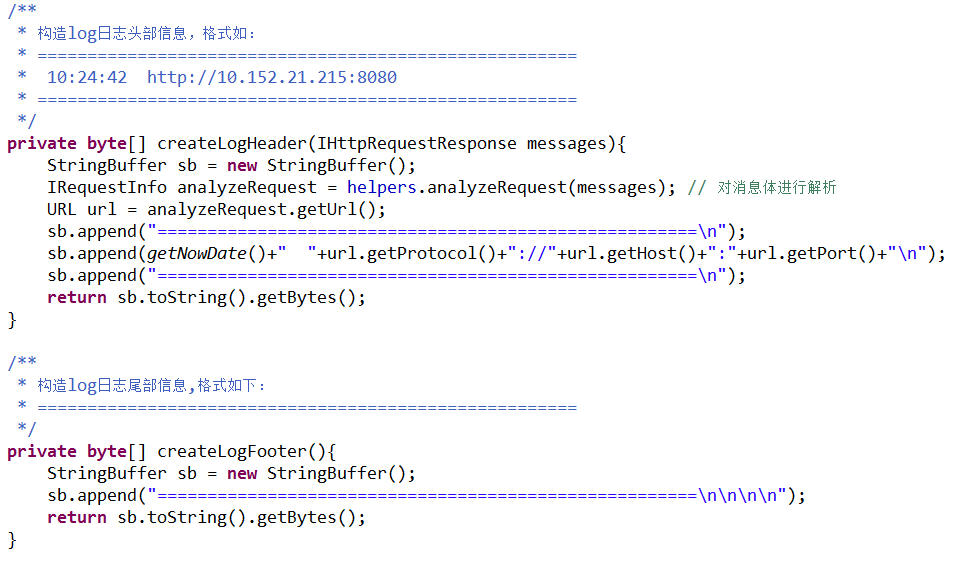 /**
 * 构造log日志头部信息，格式如：
 * ======================================================
 *  10:24:42  http://10.152.21.215:8080
 * ======================================================
 */
private byte[] createLogHeader(IHttpRequestResponse messages){
    StringBuffer sb = new StringBuffer();
    IRequestInfo analyzeRequest = helpers.analyzeRequest(messages); // 对消息体进行解析
    URL url = analyzeRequest.getUrl();
    sb.append("======================================================\n");
    sb.append(getNowDate()+"  "+url.getProtocol()+"://"+url.getHost()+":"+url.getPort()+"\n");
    sb.append("======================================================\n");
    return sb.toString().getBytes();
}

/**
 * 构造log日志尾部信息,格式如下：
 * ======================================================
 */
private byte[] createLogFooter(){
    StringBuffer sb = new StringBuffer();
    sb.append("======================================================\n\n\n\n");
    return sb.toString().getBytes();
}